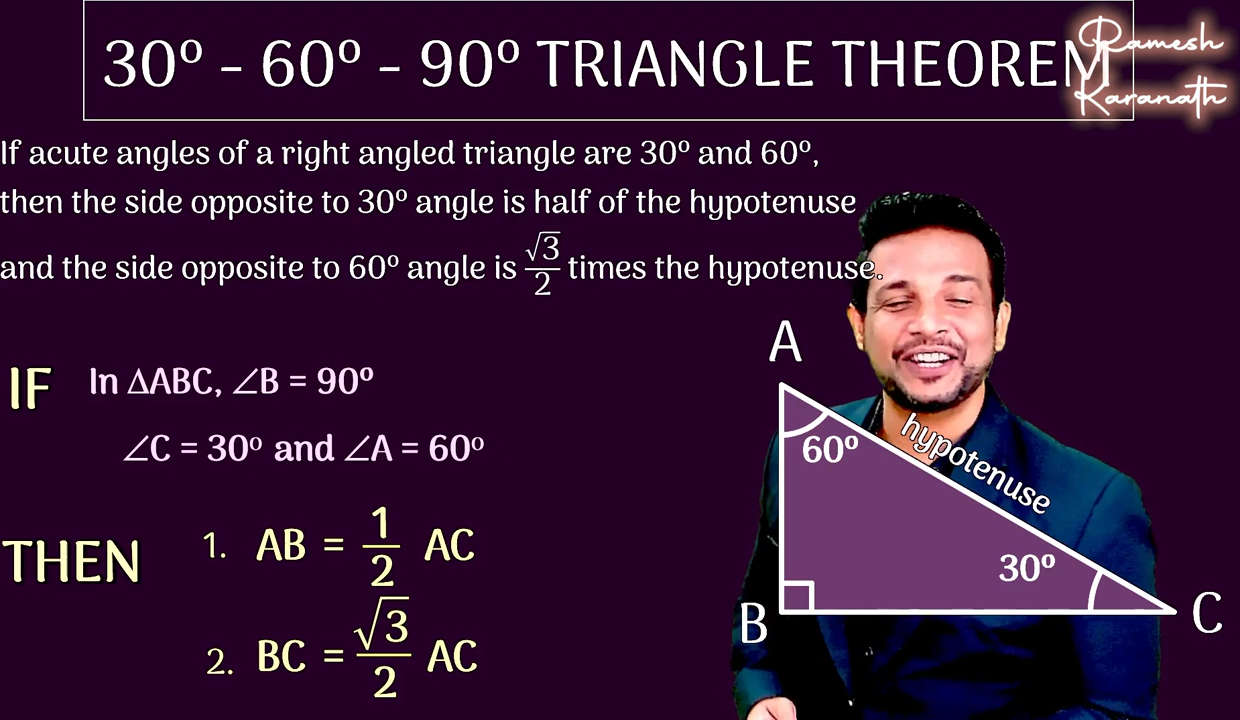 30º - 60º - 90º TRIANGLE THEOREM
Ramesh
Karanath
If acute angles of a right angled triangle are 30º and 60º,
then the side opposite to 30º angle is half of the hypotenuse
and the side opposite to 60º angle is √3/2 times the hypotenuse.
IF In ∆ABC, ∠B = 90º
∠C = 30º and ∠A = 60º
THEN 1. AB = 1/2 AC
2. BC = √3/2 AC
A
60º
hypotenuse
30º
B
C